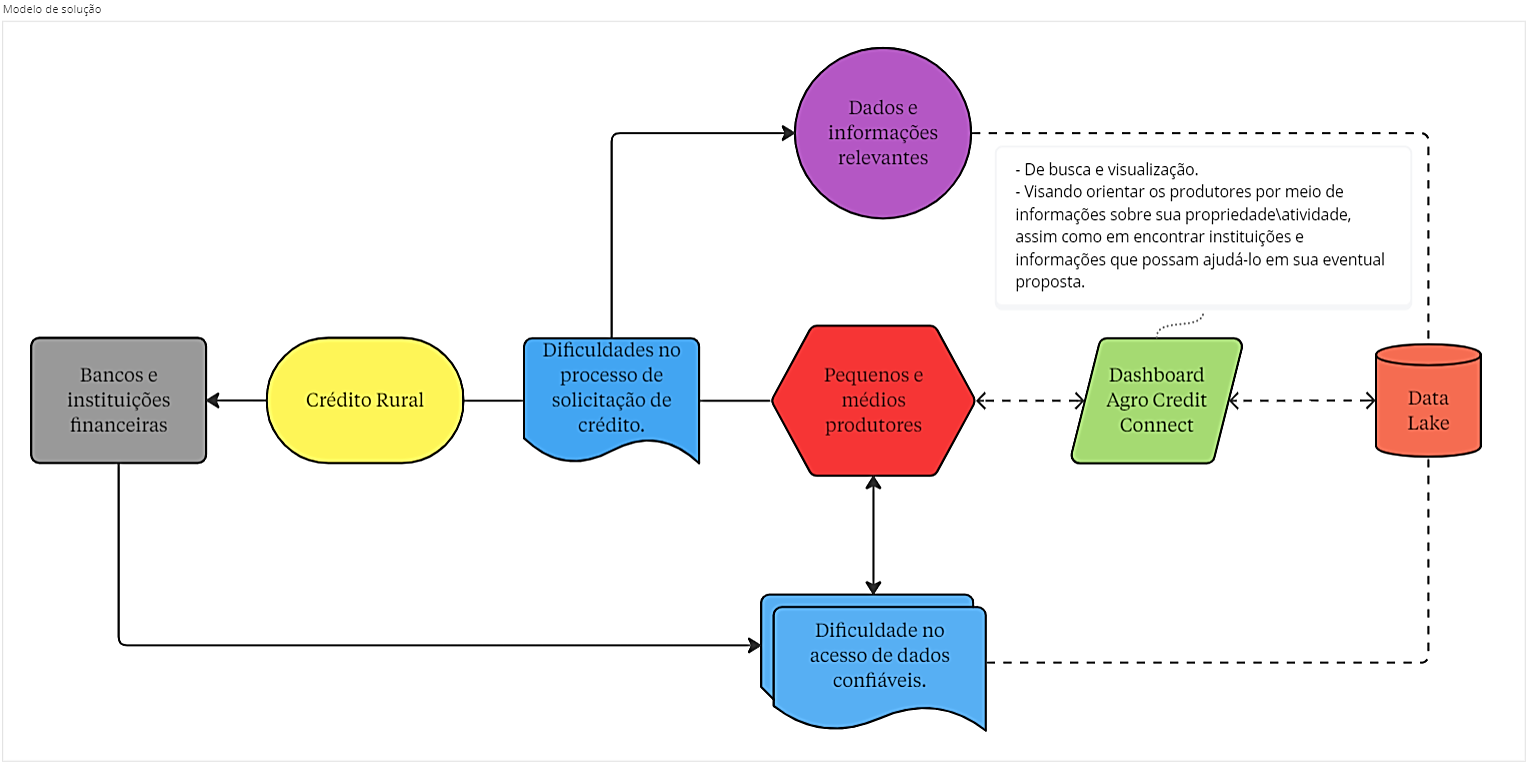 Modelo de solução
Dados e
informações
relevantes
- De busca e visualização.
- Visando orientar os produtores por meio de
informações sobre sua propriedade\atividade,
assim como em encontrar instituições e
informações que possam ajudá-lo em sua eventual
proposta.
Bancos e
instituições
financeiras
Crédito Rural
Dificuldades no
processo de
solicitação de
crédito.
Pequenos e
médios
produtores
Dashboard
Agro Credit
Connect
Data
Lake
Dificuldade no
acesso de dados
confiáveis.